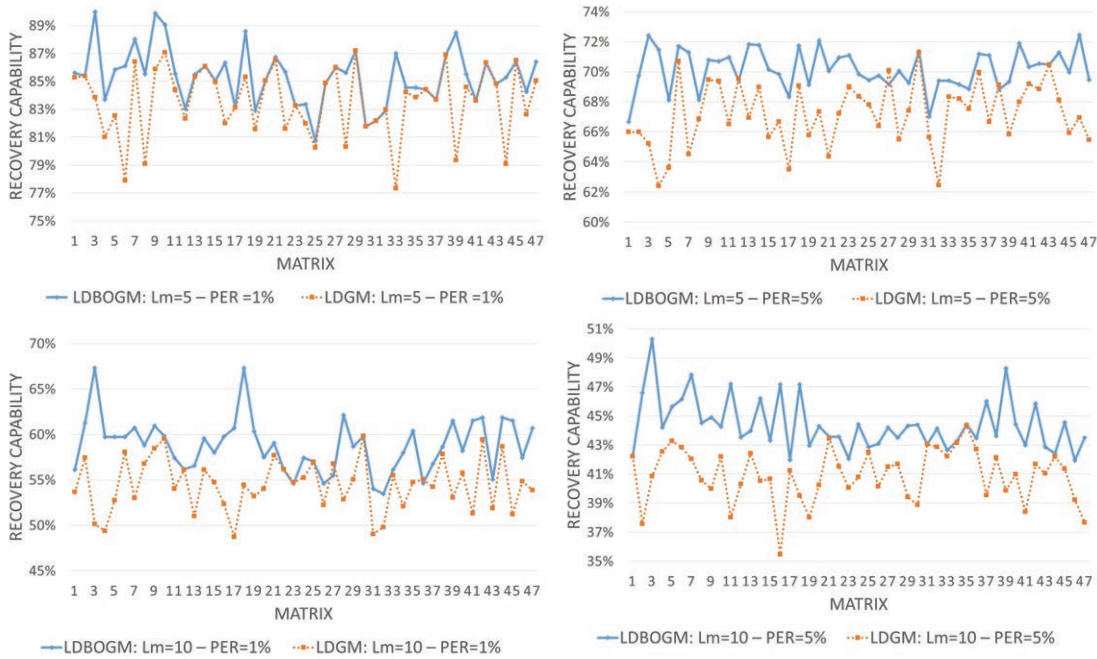 RECOVERY CAPABILITY
89%
87%
85%
83%
81%
79%
77%
75%
1 3 5 7 9 11 13 15 17 19 21 23 25 27 29 31 33 35 37 39 41 43 45 47
MATRIX
LDBOGM: Lm=5 – PER =1% LDGM: Lm=5 – PER=1%
RECOVERY CAPABILITY
74%
72%
70%
68%
66%
64%
62%
60%
1 3 5 7 9 11 13 15 17 19 21 23 25 27 29 31 33 35 37 39 41 43 45 47
MATRIX
LDBOGM: Lm=5 – PER=5% LDGM: Lm=5 – PER=5%
RECOVERY CAPABILITY
70%
65%
60%
55%
50%
45%
1 3 5 7 9 11 13 15 17 19 21 23 25 27 29 31 33 35 37 39 41 43 45 47
MATRIX
LDBOGM: Lm=10 – PER=1% LDGM: Lm=10 – PER=1%
RECOVERY CAPABILITY
51%
49%
47%
45%
43%
41%
39%
37%
35%
1 3 5 7 9 11 13 15 17 19 21 23 25 27 29 31 33 35 37 39 41 43 45 47
MATRIX
LDBOGM: Lm=10 – PER=5% LDGM: Lm=10 – PER=5%